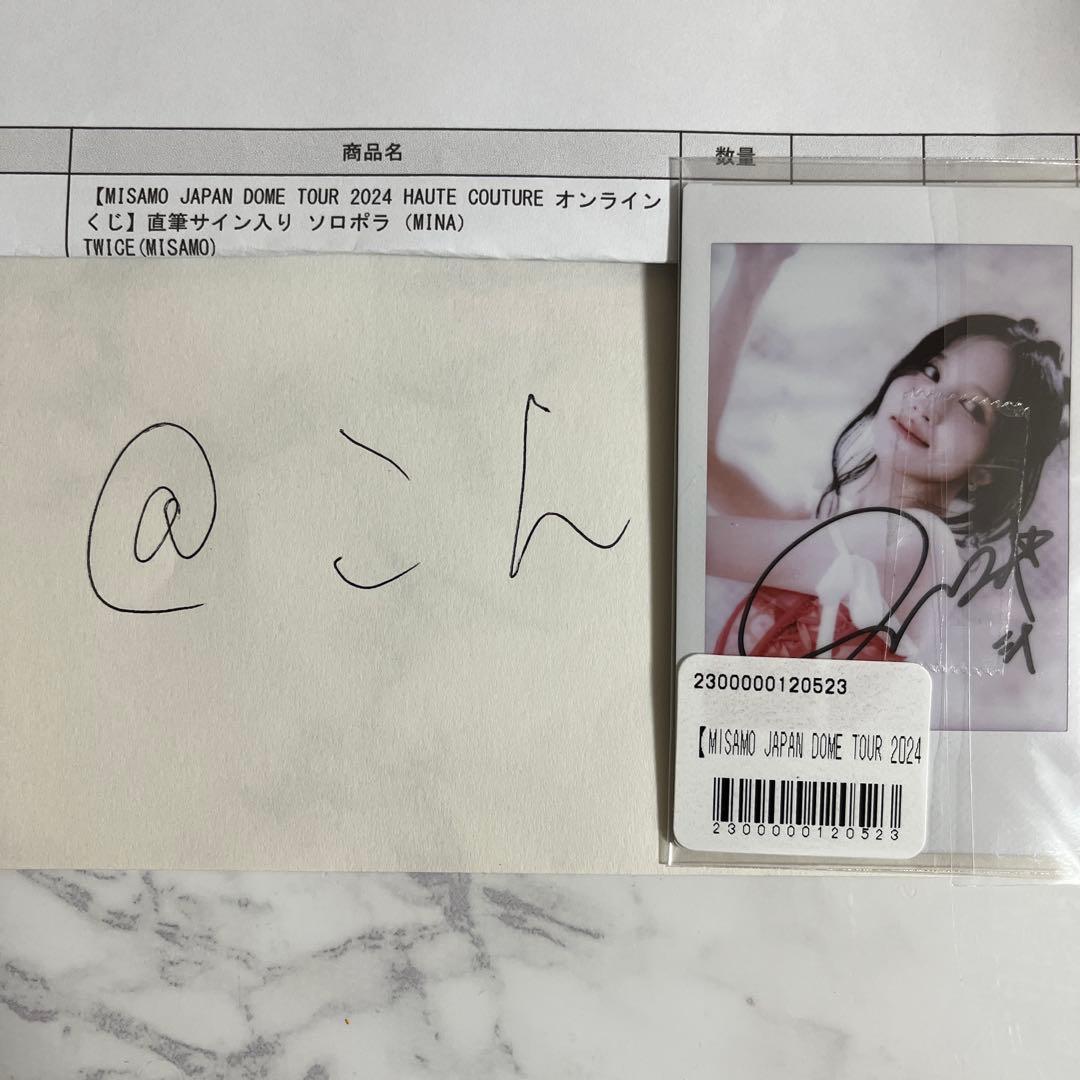 商品名
数量
【MISAMO JAPAN DOME TOUR 2024 HAUTE COUTURE オンライン
くじ】直筆サイン入り ソロポラ (MINA)
TWICE(MISAMO)
@こん
2300000120523
【MISAMO JAPAN DOME TOUR 2024
2300000120523